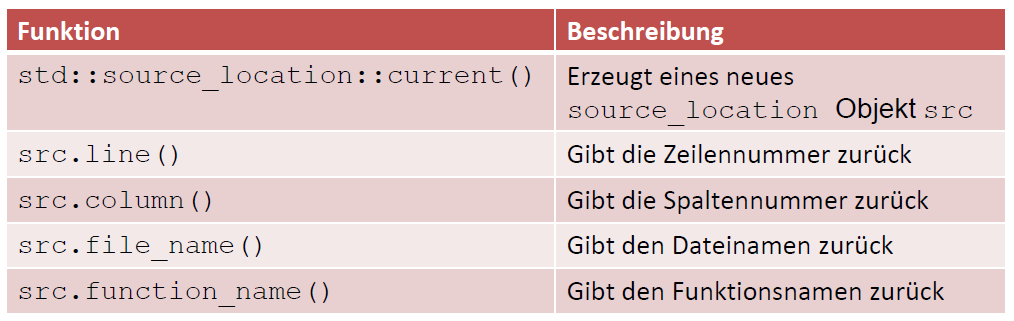 Funktion Beschreibung
std::source_location::current() Erzeugt eines neues
source_location Objekt src
src.line() Gibt die Zeilennummer zurück
src.column() Gibt die Spaltennummer zurück
src.file_name() Gibt den Dateinamen zurück
src.function_name() Gibt den Funktionsnamen zurück